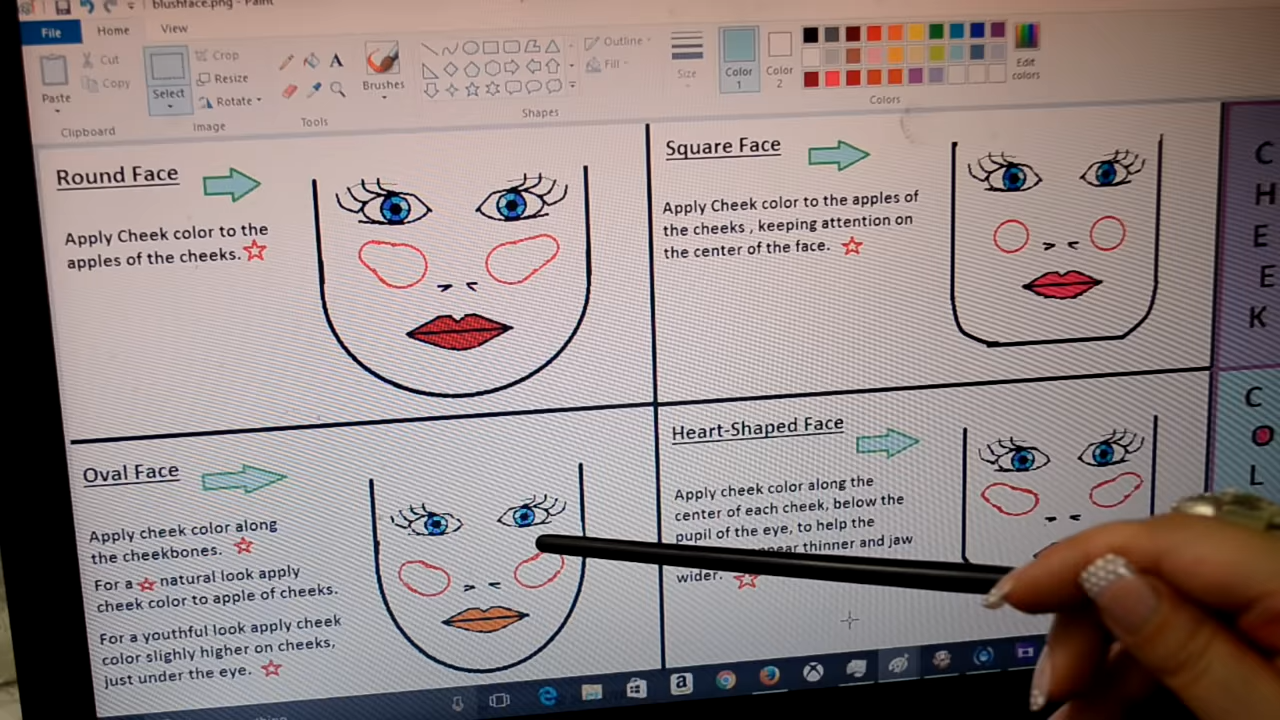 blushface.png - Paint
File
Home
View
Paste
Cut
Copy
Clipboard
Select
Crop
Resize
Rotate
Image
Tools
Brushes
Shapes
Outline
Fill
Size
Color
1
Color
2
Edit
colors
Colors
Round Face
Apply Cheek color to the
apples of the cheeks.
Square Face
Apply Cheek color to the apples of
the cheeks , keeping attention on
the center of the face.
Oval Face
Apply cheek color along
the cheekbones.
For a natural look apply
cheek color to apple of cheeks.
For a youthful look apply cheek
color slighly higher on cheeks,
just under the eye.
Heart-Shaped Face
Apply cheek color along the
center of each cheek, below the
pupil of the eye, to help the
thinner and jaw
wider.
C
H
E
E
K
C
O
L
a